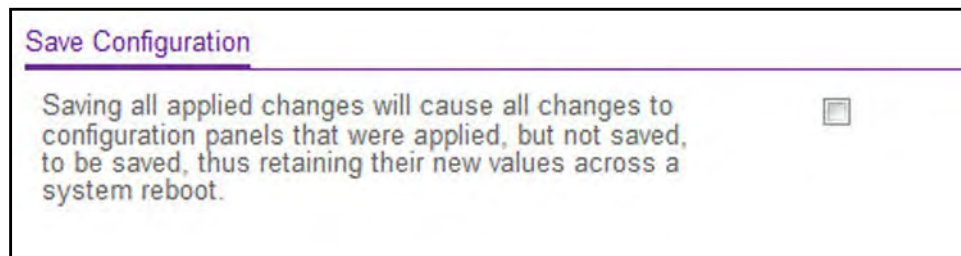 Save Configuration
Saving all applied changes will cause all changes to
configuration panels that were applied, but not saved,
to be saved, thus retaining their new values across a
system reboot.